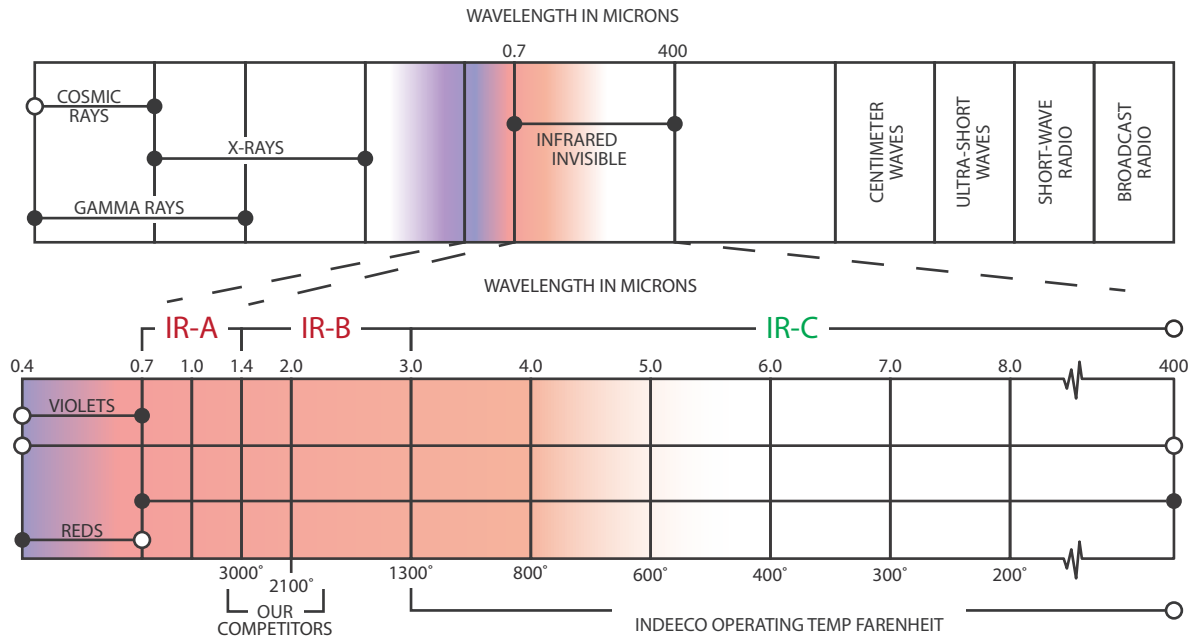 WAVELENGTH IN MICRONS
0.7 400
COSMIC
RAYS
X-RAYS
GAMMA RAYS
INFRARED
INVISIBLE
CENTIMETER
WAVES
ULTRA-SHORT
WAVES
SHORT-WAVE
RADIO
BROADCAST
RADIO
WAVELENGTH IN MICRONS
IR-A IR-B IR-C
0.4 0.7 1.0 1.4 2.0 3.0 4.0 5.0 6.0 7.0 8.0 400
VIOLETS
REDS
3000° 2100° 1300° 800° 600° 400° 300° 200°
OUR
COMPETITORS
INDEECO OPERATING TEMP FARENHEIT